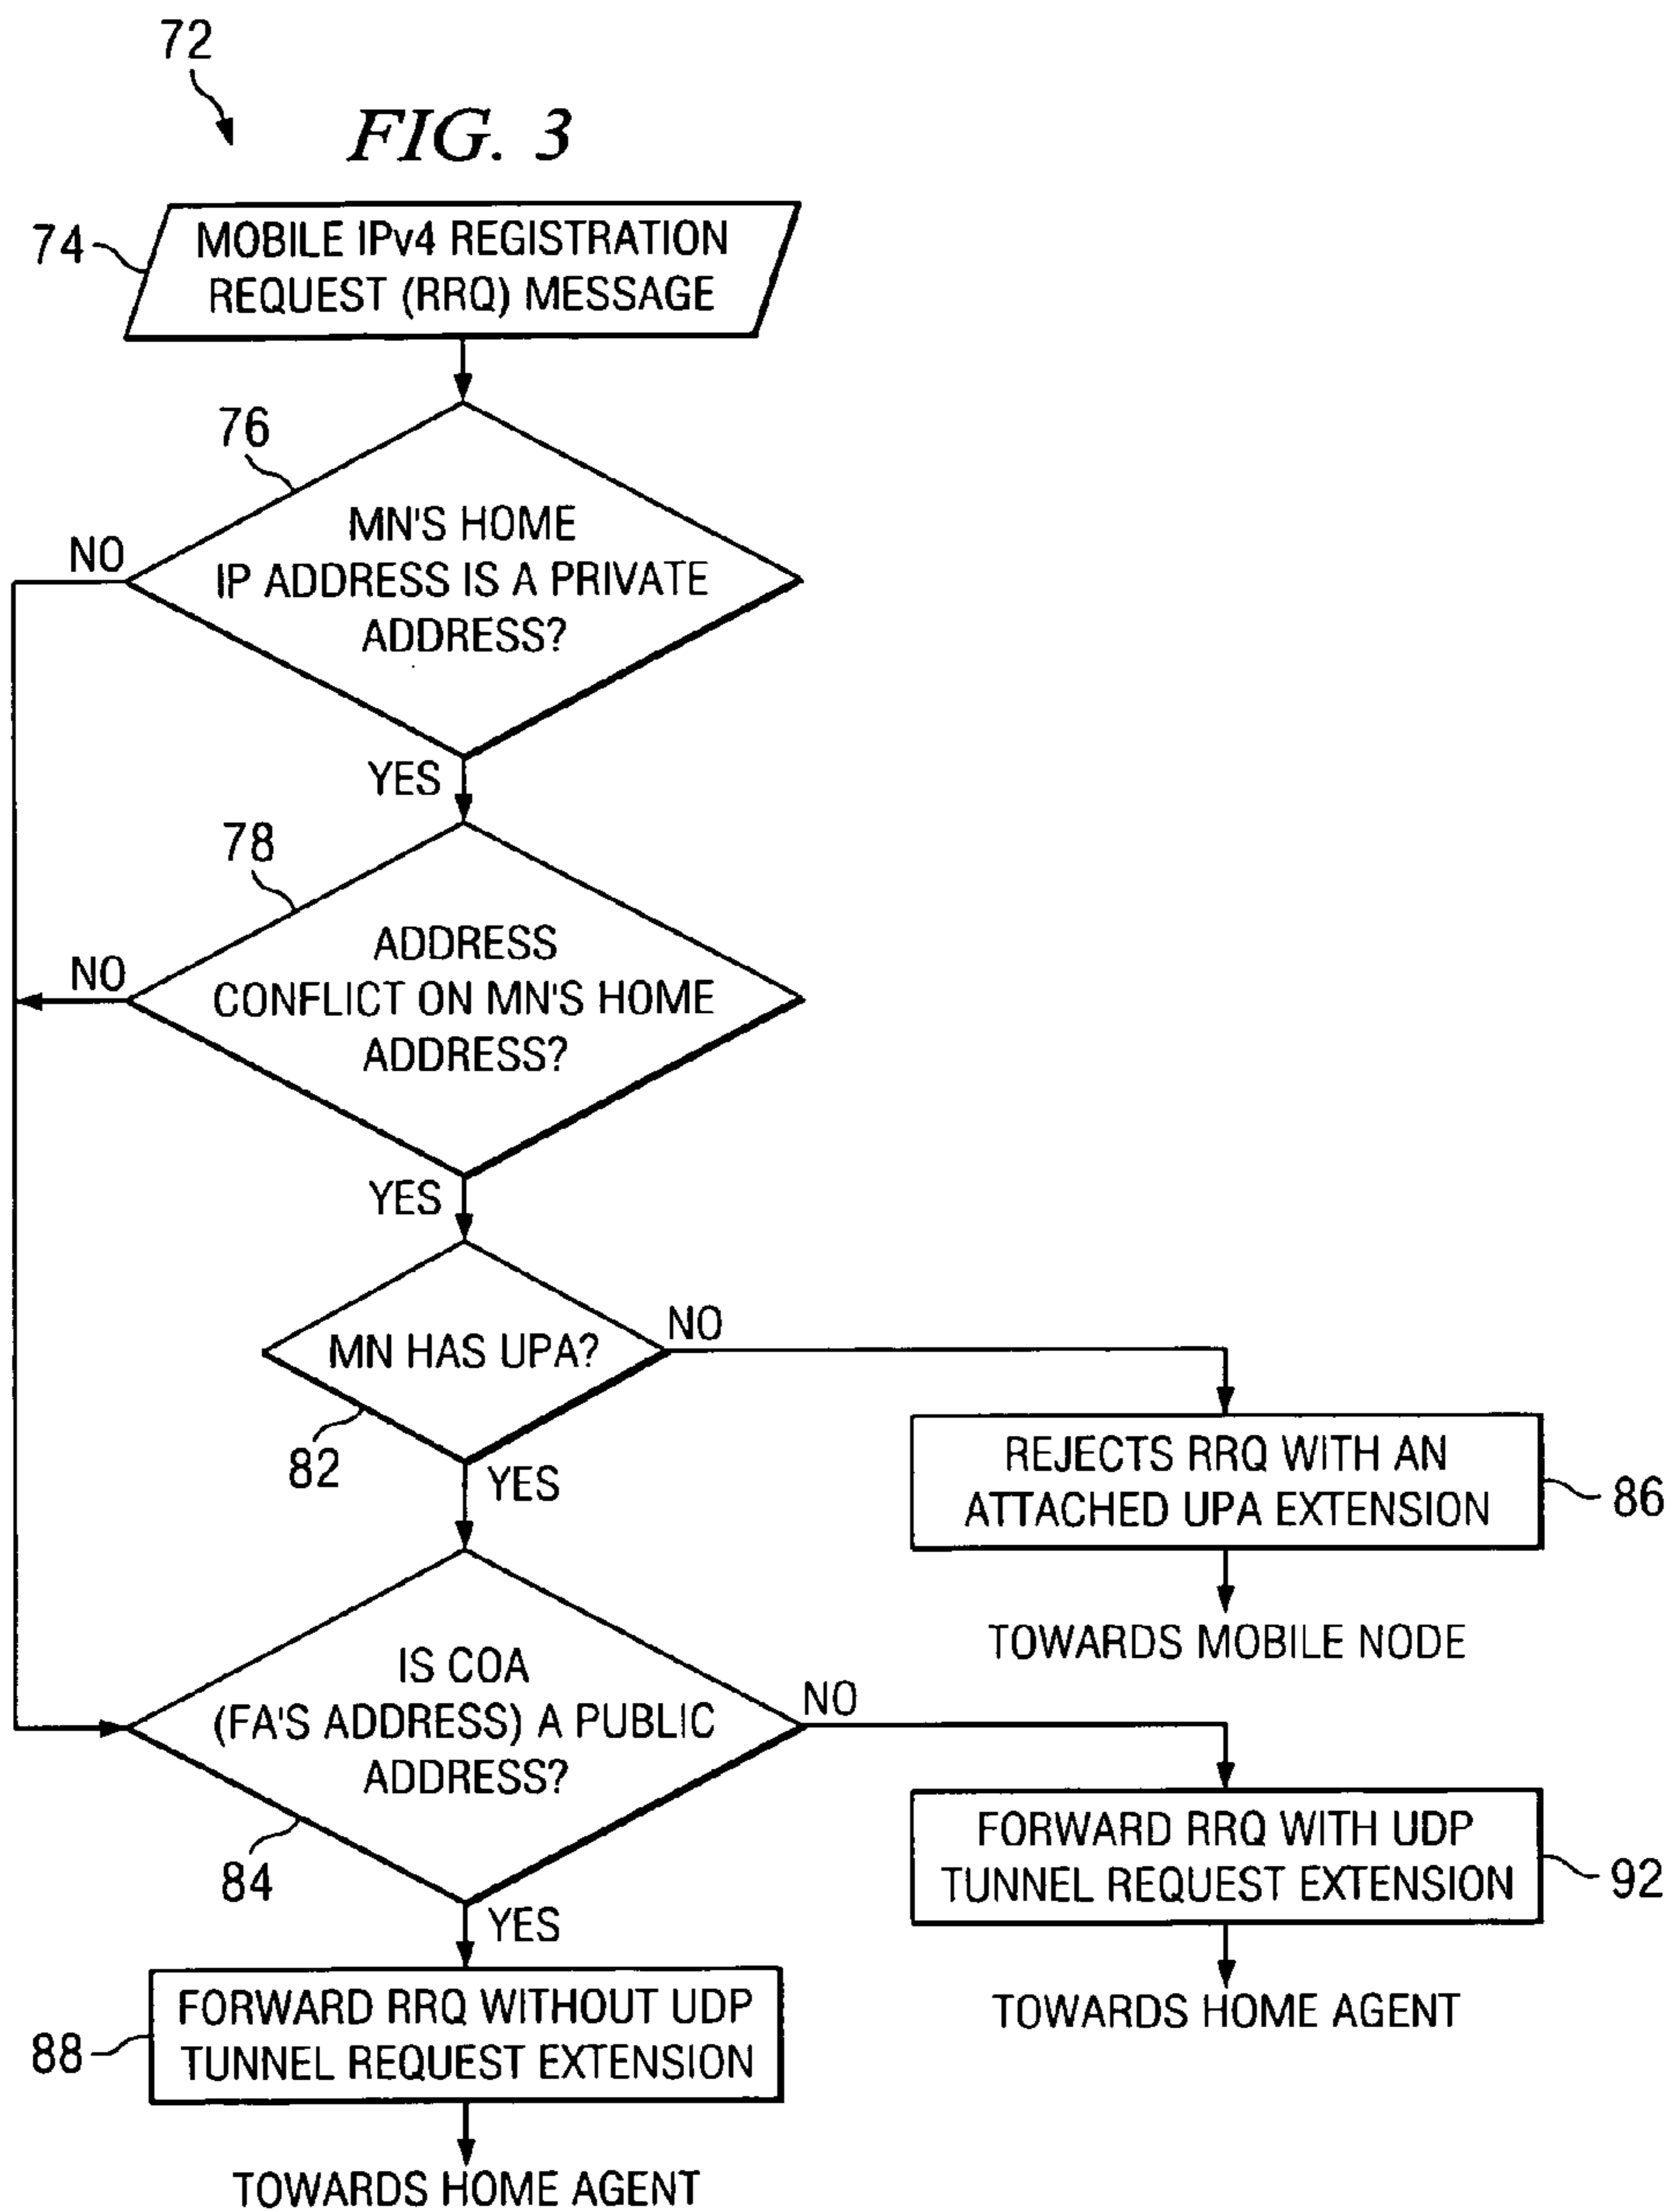 72
FIG. 3
74
MOBILE IPv4 REGISTRATION
REQUEST (RRQ) MESSAGE
76
MN'S HOME
IP ADDRESS IS A PRIVATE
ADDRESS?
NO
YES
78
ADDRESS
CONFLICT ON MN'S HOME
ADDRESS?
NO
YES
MN HAS UPA?
NO
82
YES
REJECTS RRQ WITH AN
ATTACHED UPA EXTENSION
86
TOWARDS MOBILE NODE
IS COA
(FA'S ADDRESS) A PUBLIC
ADDRESS?
NO
84
YES
FORWARD RRQ WITH UDP
TUNNEL REQUEST EXTENSION
92
TOWARDS HOME AGENT
FORWARD RRQ WITHOUT UDP
TUNNEL REQUEST EXTENSION
88
TOWARDS HOME AGENT